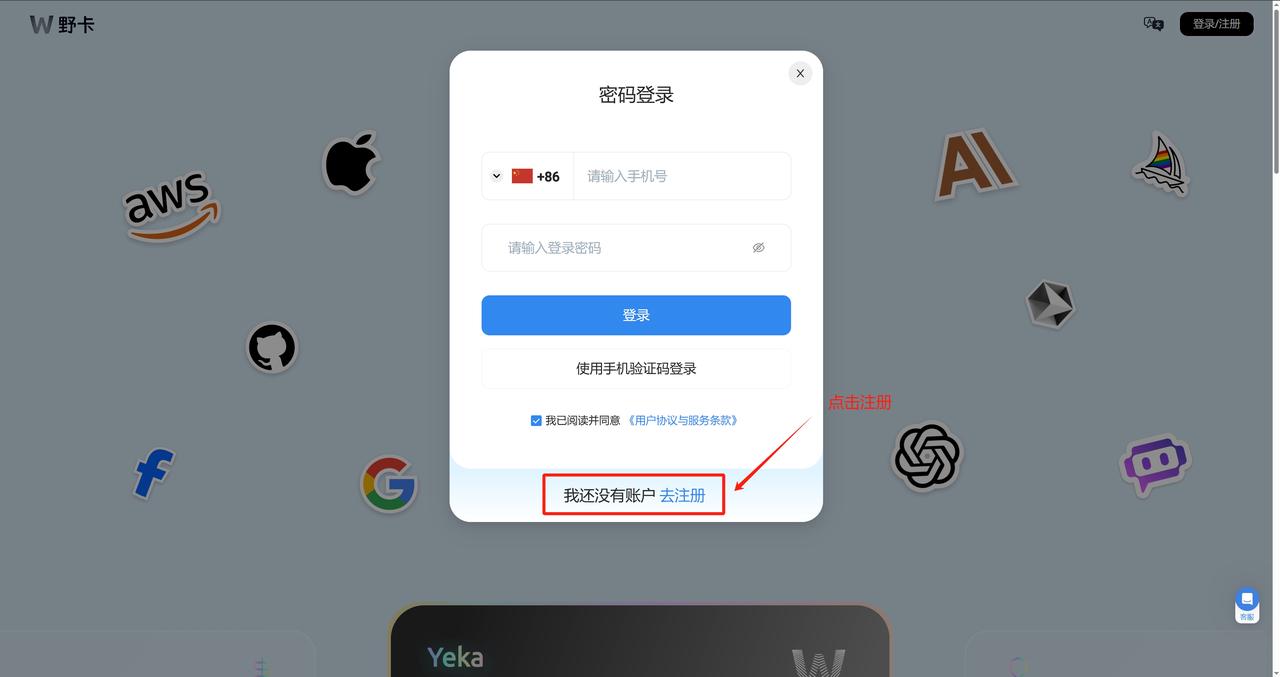 W 野卡
登录/注册
X
密码登录
aws
+86
请输入手机号
请输入登录密码
登录
使用手机验证码登录
点击注册
我已阅读并同意 《用户协议与服务条款》
我还没有账户 去注册
客服
Yeka